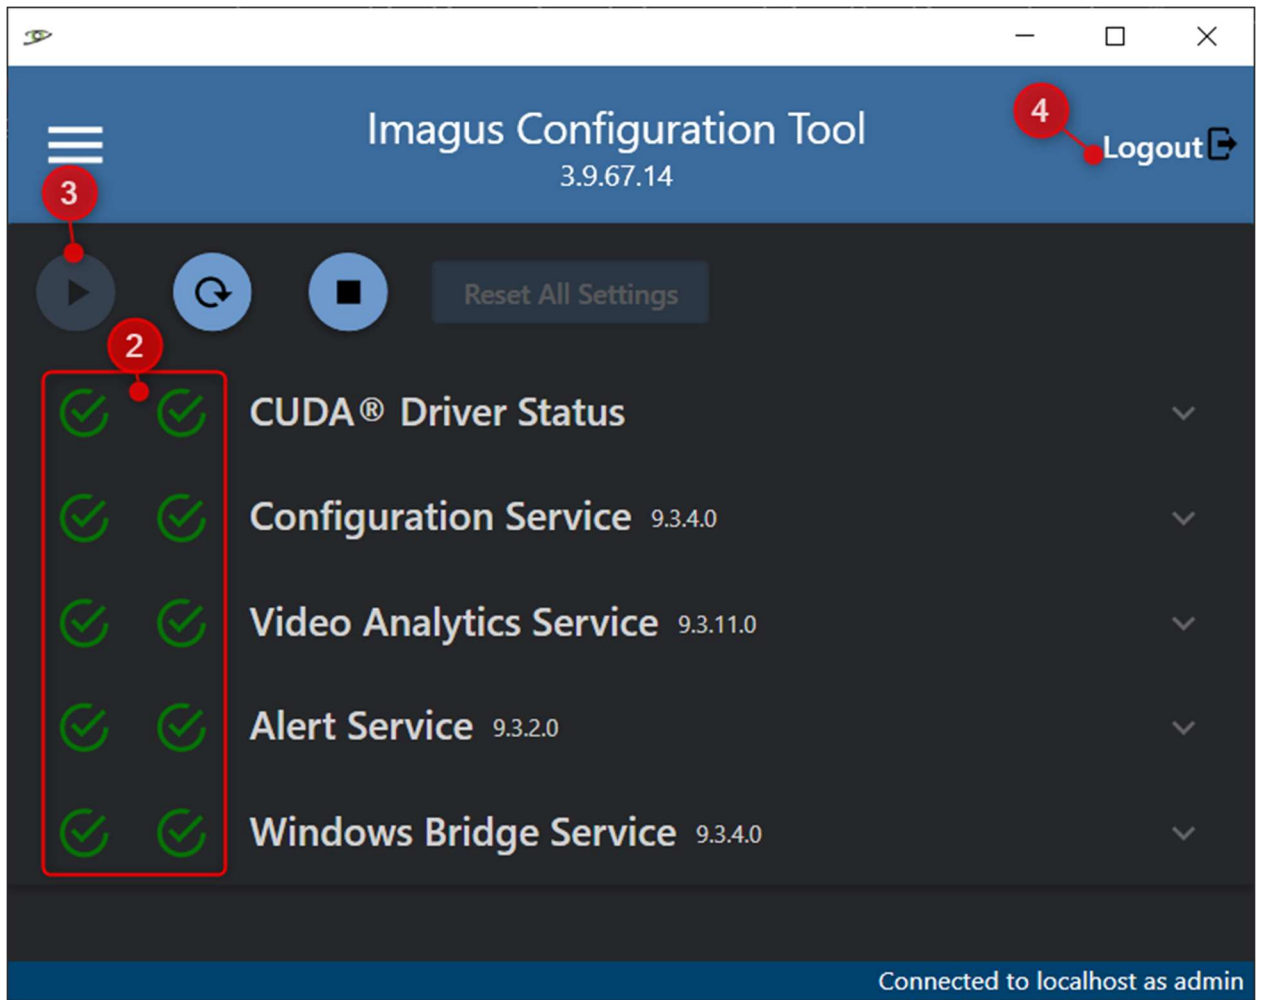 Imagus Configuration Tool
3.9.67.14
4
Logout
3
Reset All Settings
2
CUDA® Driver Status
Configuration Service 9.3.4.0
Video Analytics Service 9.3.11.0
Alert Service 9.3.2.0
Windows Bridge Service 9.3.4.0
Connected to localhost as admin